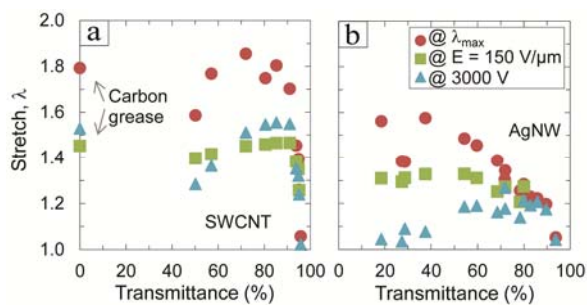 a
b
@ λmax
@ E = 150 V/μm
@ 3000 V
Carbon
grease
SWCNT
AgNW
Stretch, λ
2.0
1.8
1.6
1.4
1.2
1.0
0 20 40 60 80 100
0 20 40 60 80 100
Transmittance (%)
Transmittance (%)